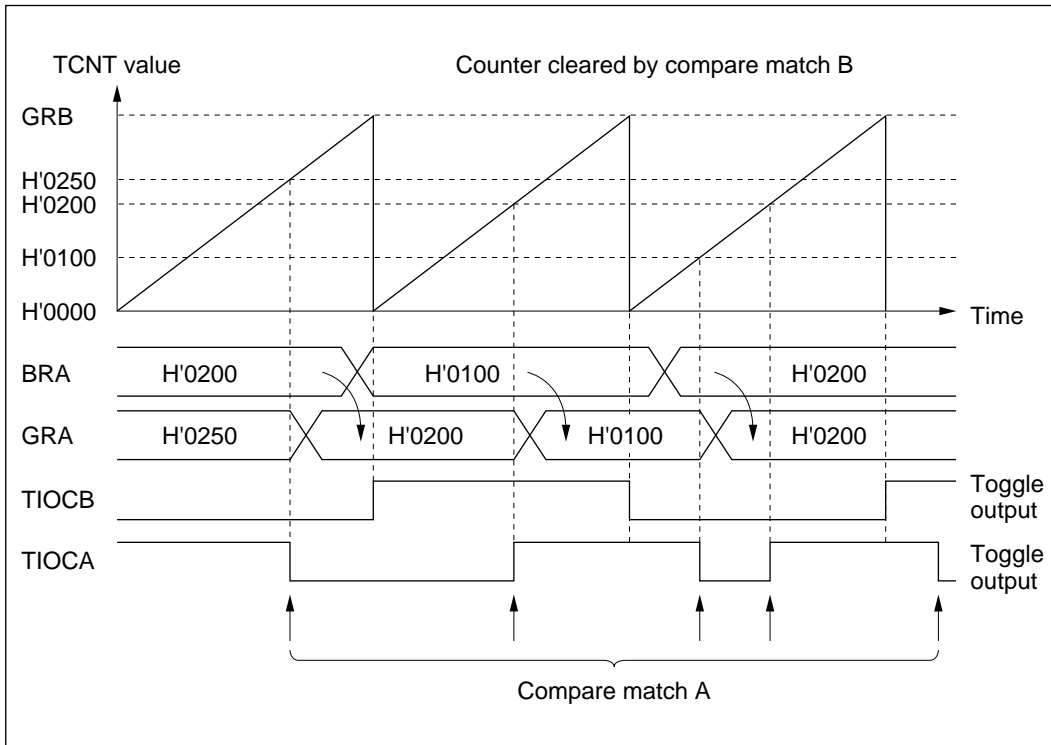 TCNT value
Counter cleared by compare match B
GRB
H'0250
H'0200
H'0100
H'0000
Time
BRA
H'0200
H'0100
H'0200
GRA
H'0250
H'0200
H'0100
H'0200
TIOCB
Toggle
output
TIOCA
Toggle
output
Compare match A